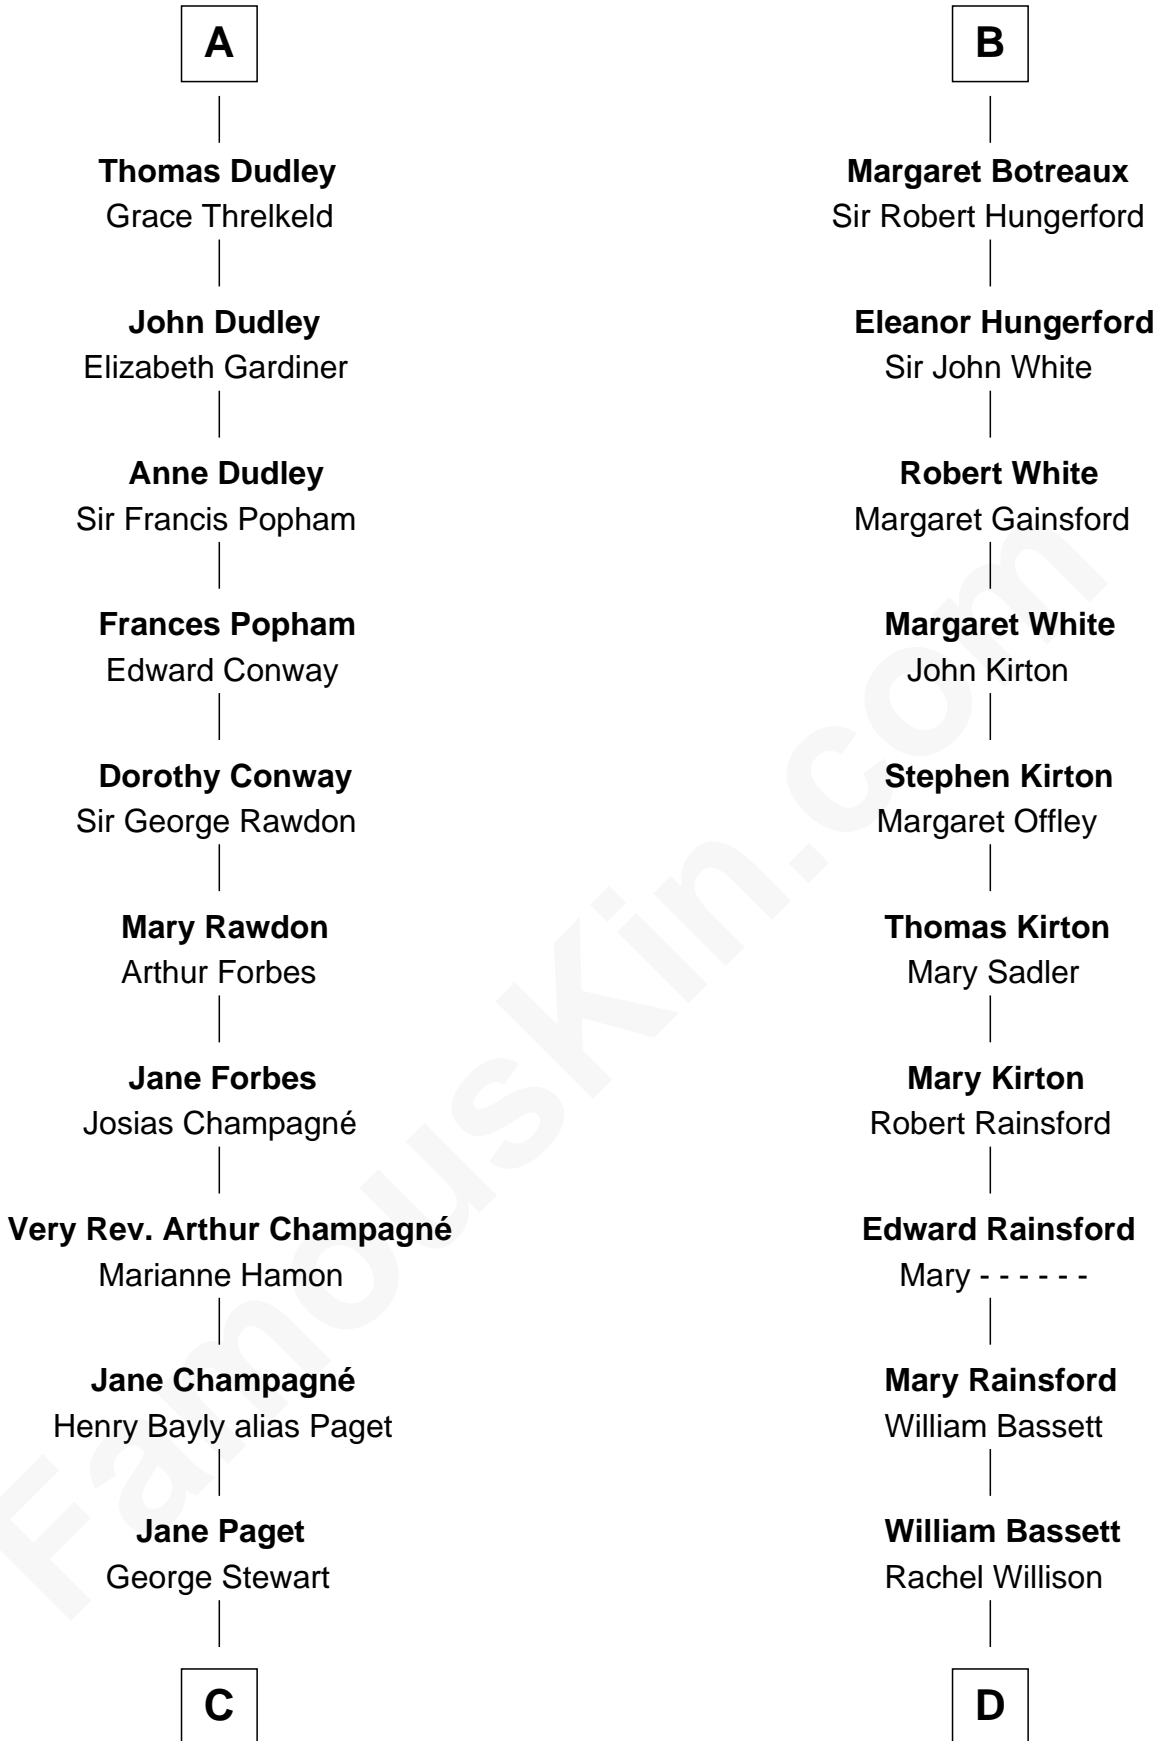 A
Thomas Dudley
Grace Threlkeld
John Dudley
Elizabeth Gardiner
Anne Dudley
Sir Francis Popham
Frances Popham
Edward Conway
Dorothy Conway
Sir George Rawdon
Mary Rawdon
Arthur Forbes
Jane Forbes
Josias Champagné
Very Rev. Arthur Champagné
Marianne Hamon
Jane Champagné
Henry Bayly alias Paget
Jane Paget
George Stewart
C
B
Margaret Botreaux
Sir Robert Hungerford
Eleanor Hungerford
Sir John White
Robert White
Margaret Gainsford
Margaret White
John Kirton
Stephen Kirton
Margaret Offley
Thomas Kirton
Mary Sadler
Mary Kirton
Robert Rainsford
Edward Rainsford
Mary - - - - - -
Mary Rainsford
William Bassett
William Bassett
Rachel Willison
D
FamousKin.com